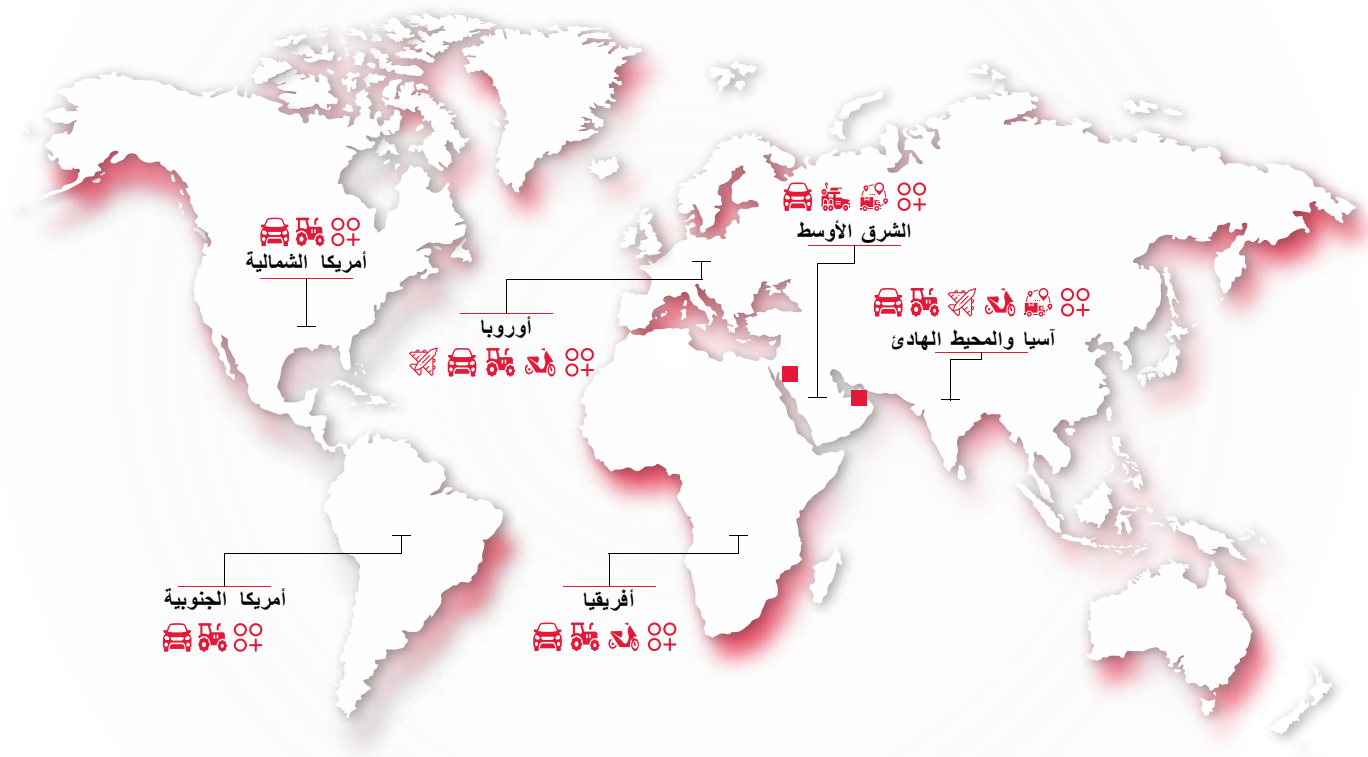 الشرق الأوسط
أمريكا الشمالية
أوروبا
آسيا والمحيط الهادئ
أمريكا الجنوبية
أفريقيا